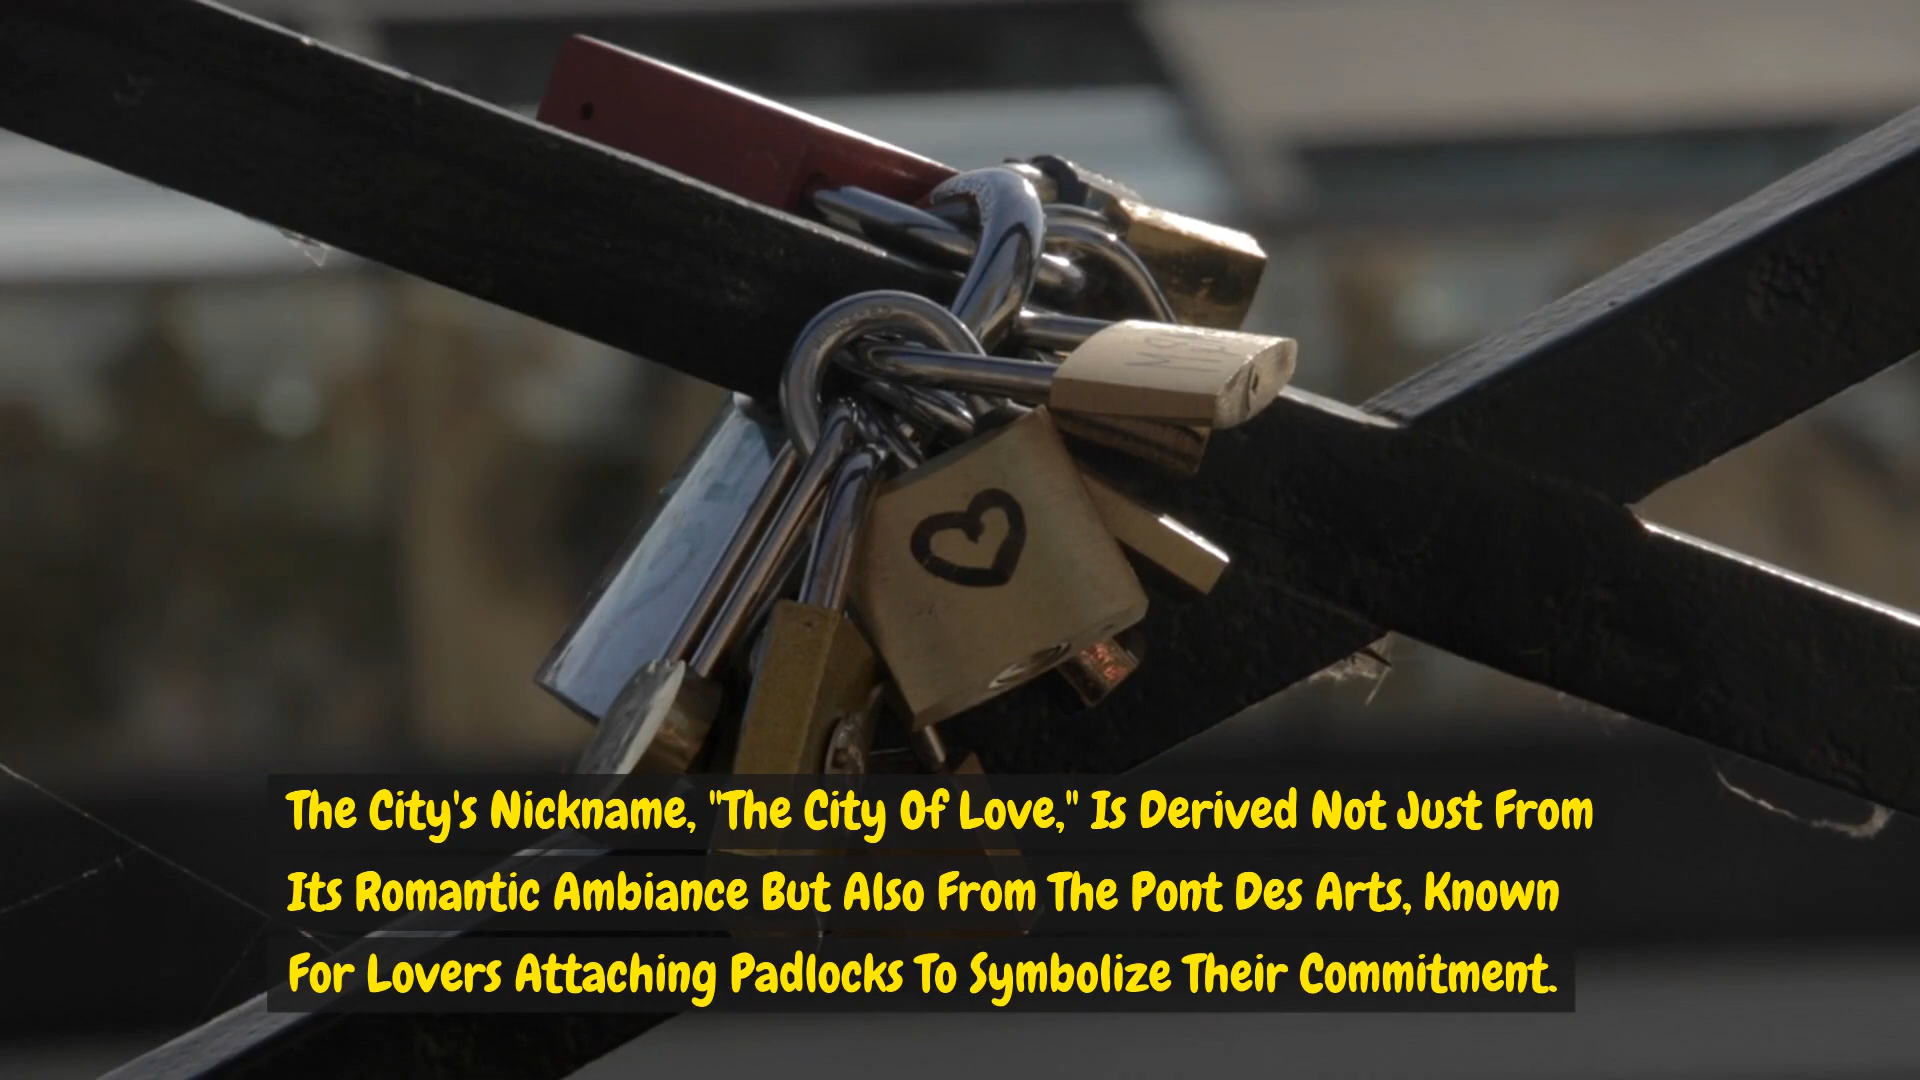 The City's Nickname, "The City Of Love," Is Derived Not Just From
Its Romantic Ambiance But Also From The Pont Des Arts, Known
For Lovers Attaching Padlocks To Symbolize Their Commitment.